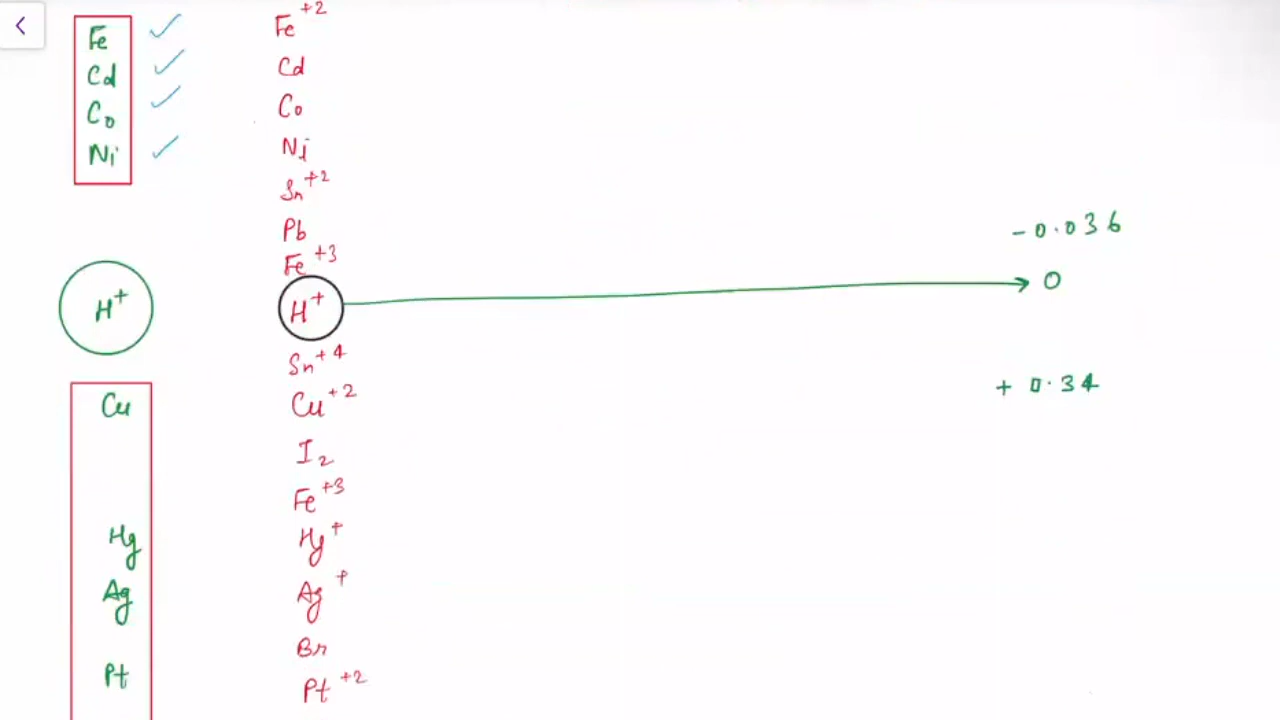 Fe Fe+2
Cd Cd
Co Co
Ni Ni
Sn+2
Pb -0.036
Fe+3
H+ H+ 0
Sn+4
Cu Cu+2 + 0.34
I2
Fe+3
Hg Hg+
Ag Ag+
Br
Pt Pt+2